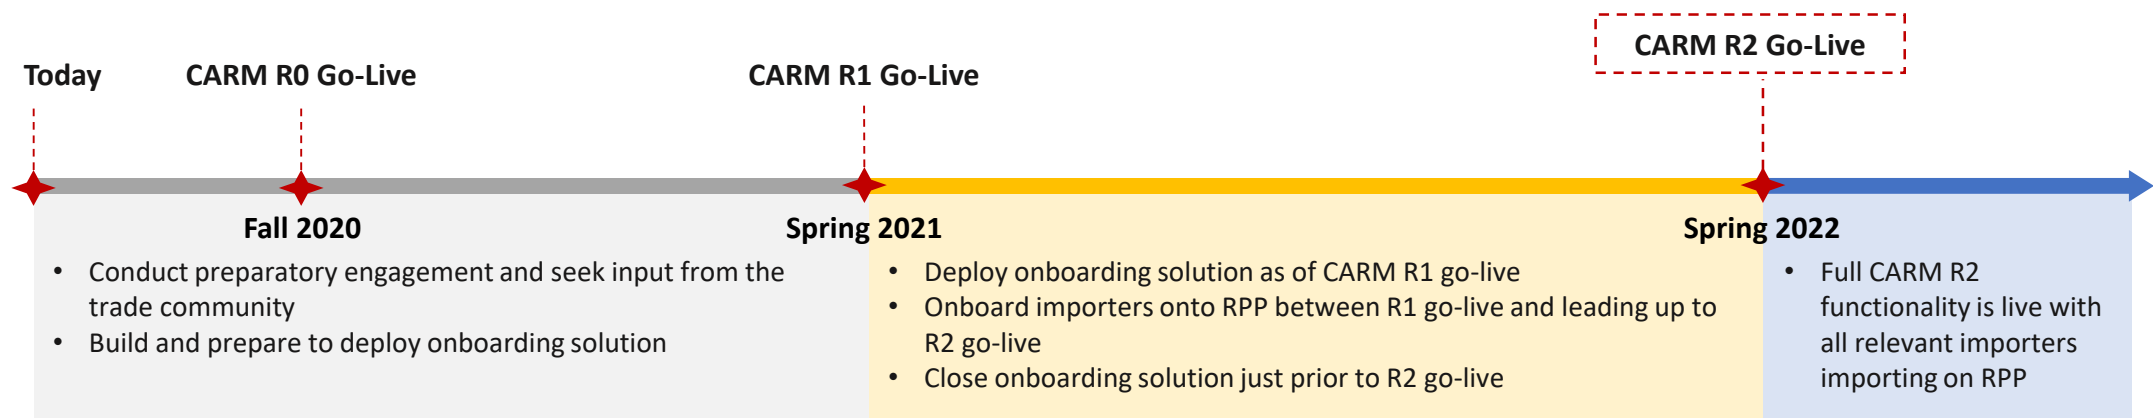 CARM R2 Go-Live
Today
CARM R0 Go-Live
CARM R1 Go-Live
Fall 2020
Spring 2021
Spring 2022
• Conduct preparatory engagement and seek input from the
trade community
• Build and prepare to deploy onboarding solution
• Deploy onboarding solution as of CARM R1 go-live
• Onboard importers onto RPP between R1 go-live and leading up to
R2 go-live
• Close onboarding solution just prior to R2 go-live
• Full CARM R2
functionality is live with
all relevant importers
importing on RPP